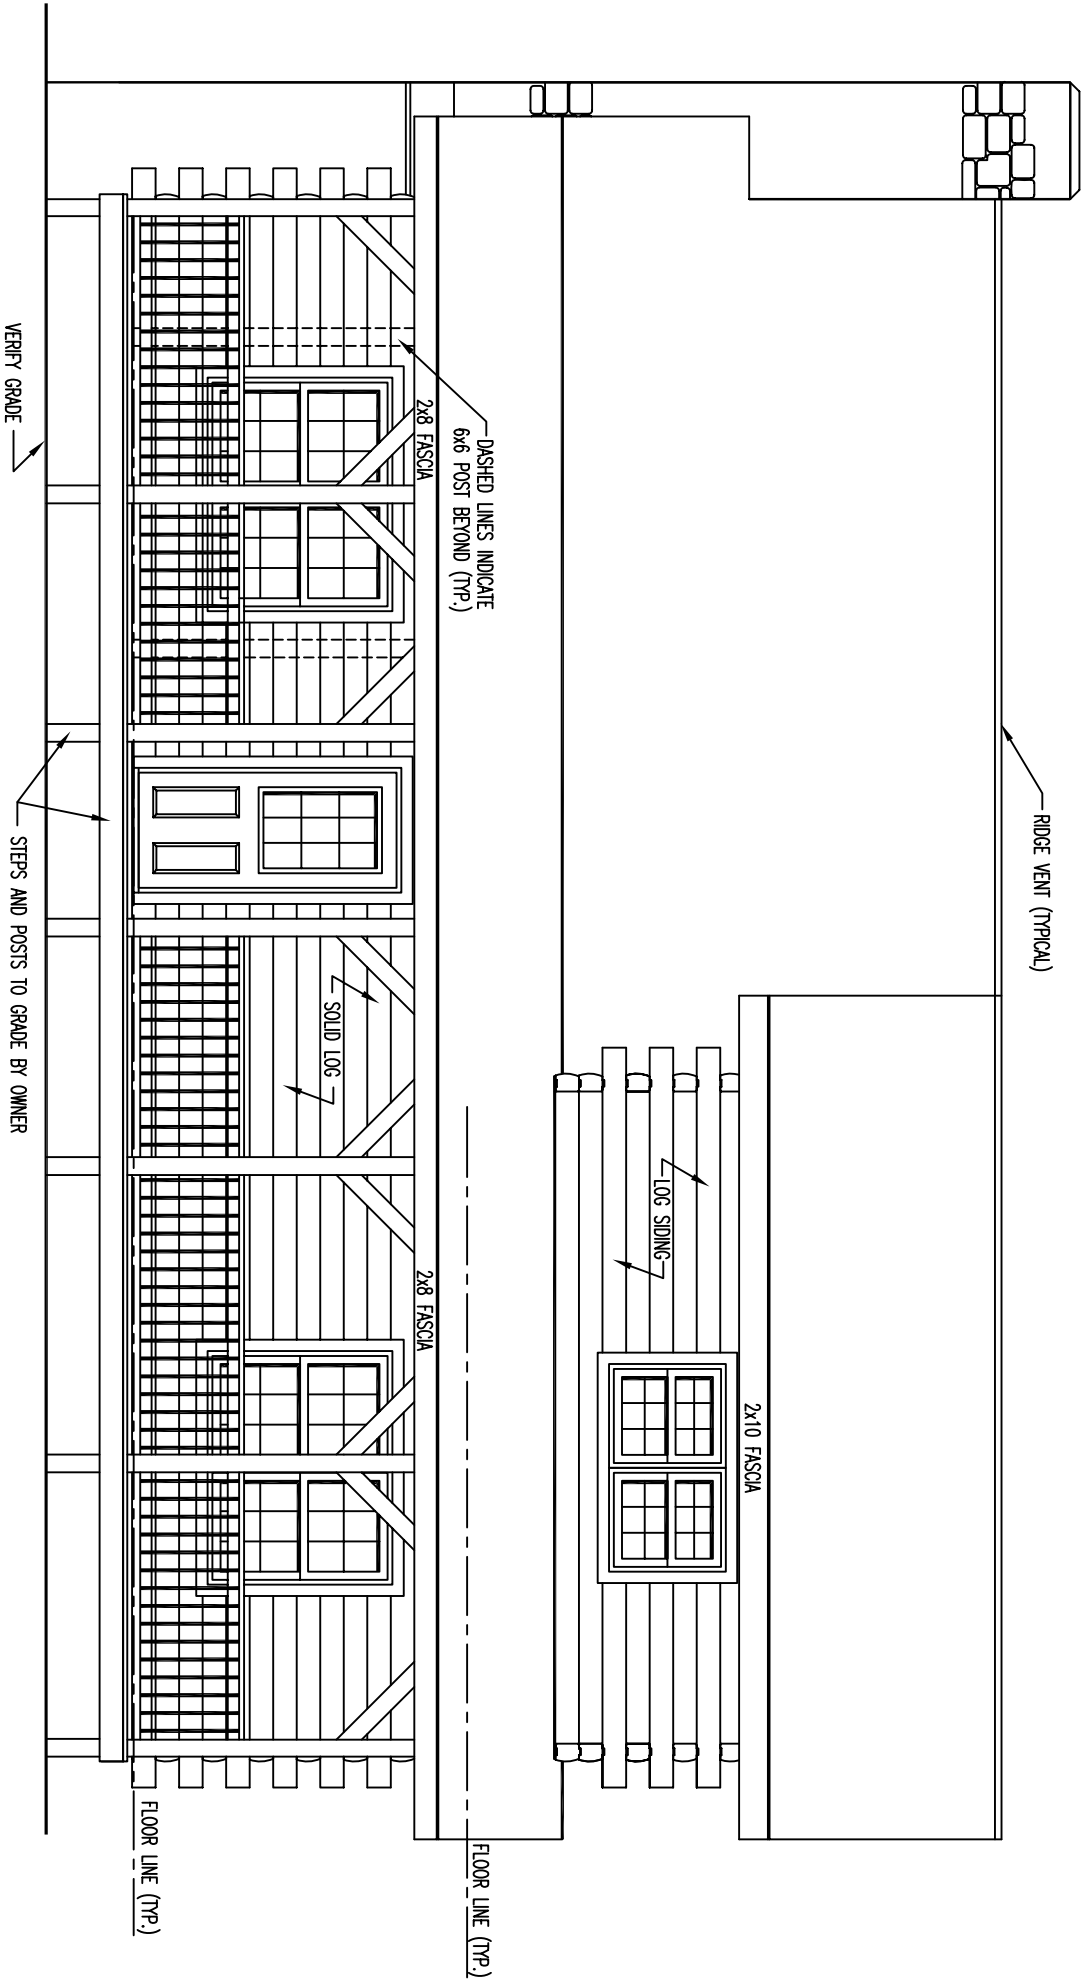 RIDGE VENT (TYPICAL)
2x10 FASCIA
LOG SIDING
FLOOR LINE (TYP.)
DASHED LINES INDICATE
6x6 POST BEYOND (TYP.)
2x8 FASCIA
2x8 FASCIA
SOLID LOG
FLOOR LINE (TYP.)
VERIFY GRADE
STEPS AND POSTS TO GRADE BY OWNER